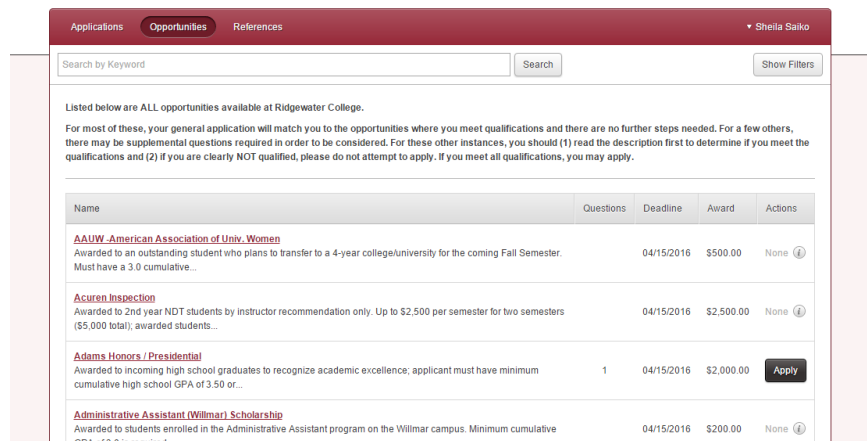 Applications Opportunities References ▾ Sheila Saiko
Search by Keyword Search Show Filters
Listed below are ALL opportunities available at Ridgewater College.
For most of these, your general application will match you to the opportunities where you meet qualifications and there are no further steps needed. For a few others,
there may be supplemental questions required in order to be considered. For these other instances, you should (1) read the description first to determine if you meet the
qualifications and (2) if you are clearly NOT qualified, please do not attempt to apply. If you meet all qualifications, you may apply.
Name Questions Deadline Award Actions
AAUW -American Association of Univ. Women
Awarded to an outstanding student who plans to transfer to a 4-year college/university for the coming Fall Semester.
Must have a 3.0 cumulative...
04/15/2016 $500.00 None i
Acuren Inspection
Awarded to 2nd year NDT students by instructor recommendation only. Up to $2,500 per semester for two semesters
($5,000 total); awarded students...
04/15/2016 $2,500.00 None i
Adams Honors / Presidential
Awarded to incoming high school graduates to recognize academic excellence; applicant must have minimum
cumulative high school GPA of 3.50 or...
1 04/15/2016 $2,000.00 Apply
Administrative Assistant (Willmar) Scholarship
Awarded to students enrolled in the Administrative Assistant program on the Willmar campus. Minimum cumulative
04/15/2016 $200.00 None i